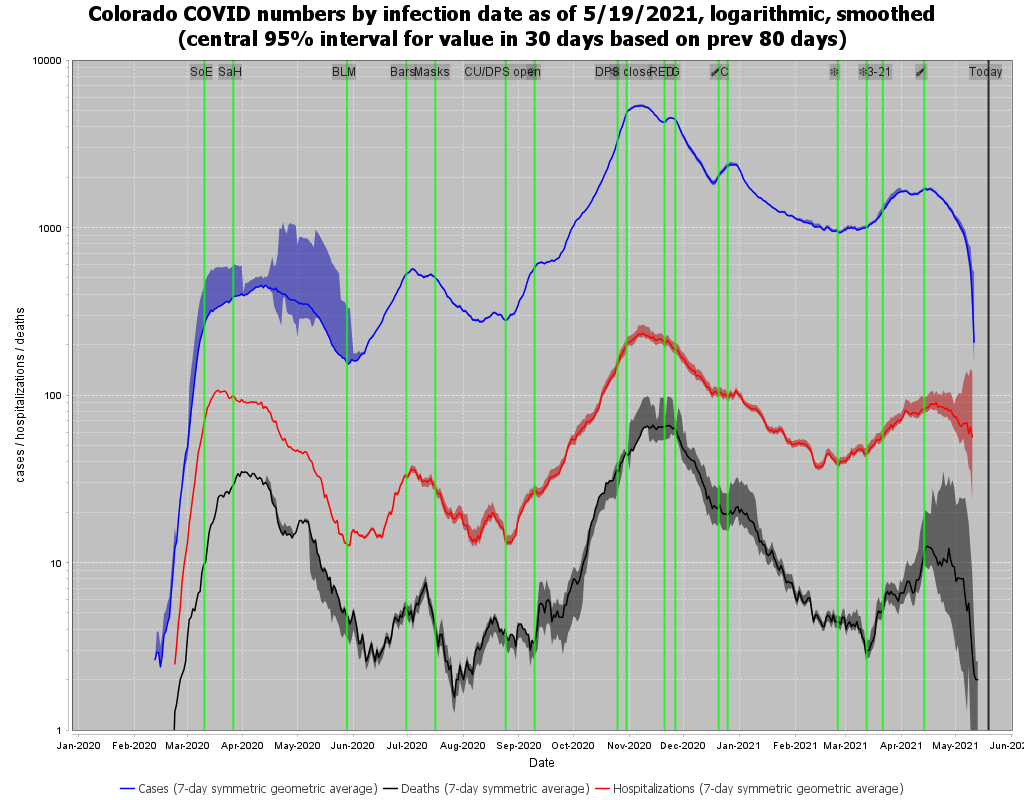 Colorado COVID numbers by infection date as of 5/19/2021, logarithmic, smoothed
(central 95% interval for value in 30 days based on prev 80 days)
SoE SaH BLM Bars Masks CU/DPS open DPS close RED 3-21 Today
10000
1000
100
10
1
cases / hospitalizations / deaths
Jan-2020 Feb-2020 Mar-2020 Apr-2020 May-2020 Jun-2020 Jul-2020 Aug-2020 Sep-2020 Oct-2020 Nov-2020 Dec-2020 Jan-2021 Feb-2021 Mar-2021 Apr-2021 May-2021 Jun-202
Date
Cases (7-day symmetric geometric average) Deaths (7-day symmetric geometric average) Hospitalizations (7-day symmetric geometric average)